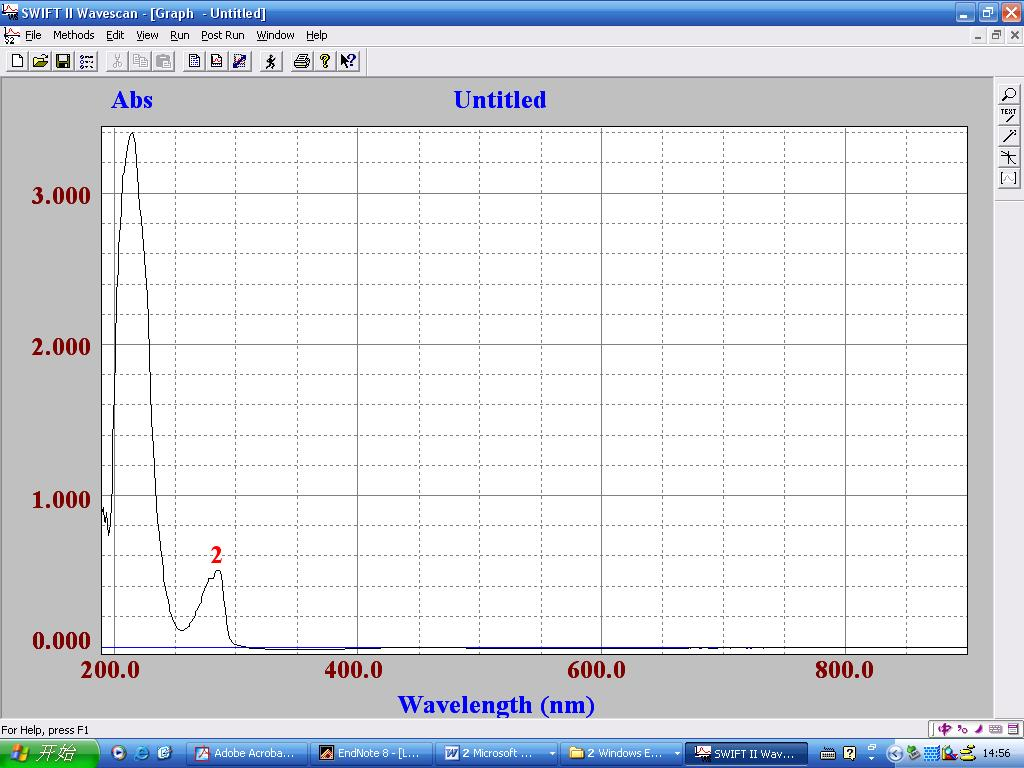 SWIFT II Wavescan - [Graph - Untitled]
File Methods Edit View Run Post Run Window Help
Abs
Untitled
TEXT
3.000
2.000
1.000
2
0.000
200.0 400.0 600.0 800.0
Wavelength (nm)
For Help, press F1
中
开始 Adobe Acroba... EndNote 8 - [L... 2 Microsoft ... 2 Windows E... SWIFT II Wav... 14:56